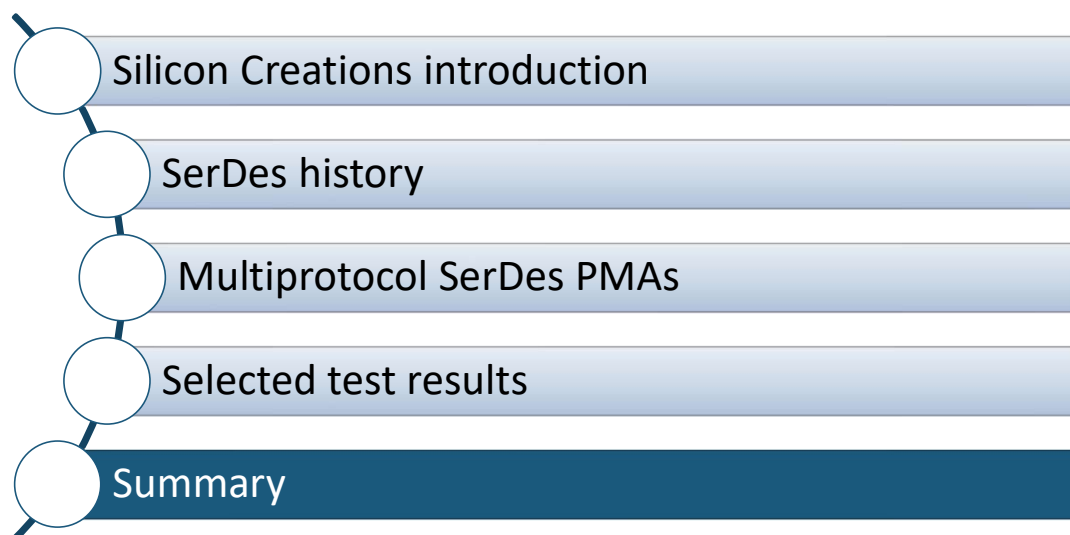 Silicon Creations introduction
SerDes history
Multiprotocol SerDes PMAs
Selected test results
Summary